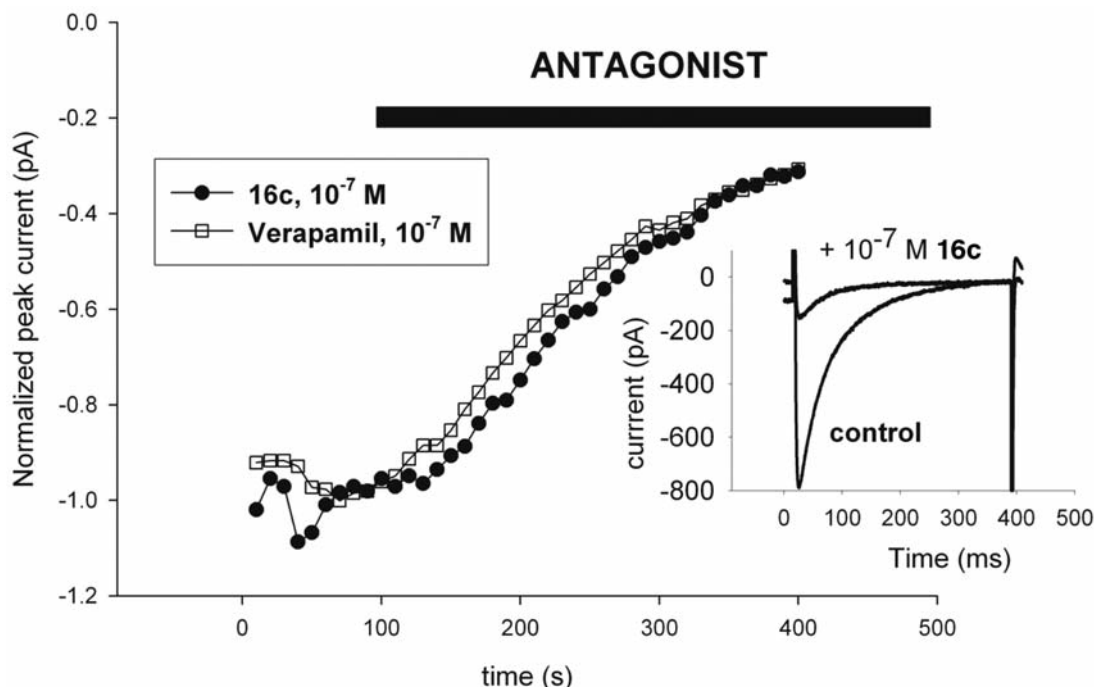 0.0
-0.2
-0.4
-0.6
-0.8
-1.0
-1.2
Normalized peak current (pA)
ANTAGONIST
16c, 10⁻⁷ M
Verapamil, 10⁻⁷ M
+ 10⁻⁷ M 16c
0
-200
-400
-600
-800
currrent (pA)
control
0 100 200 300 400 500
Time (ms)
0 100 200 300 400 500
time (s)